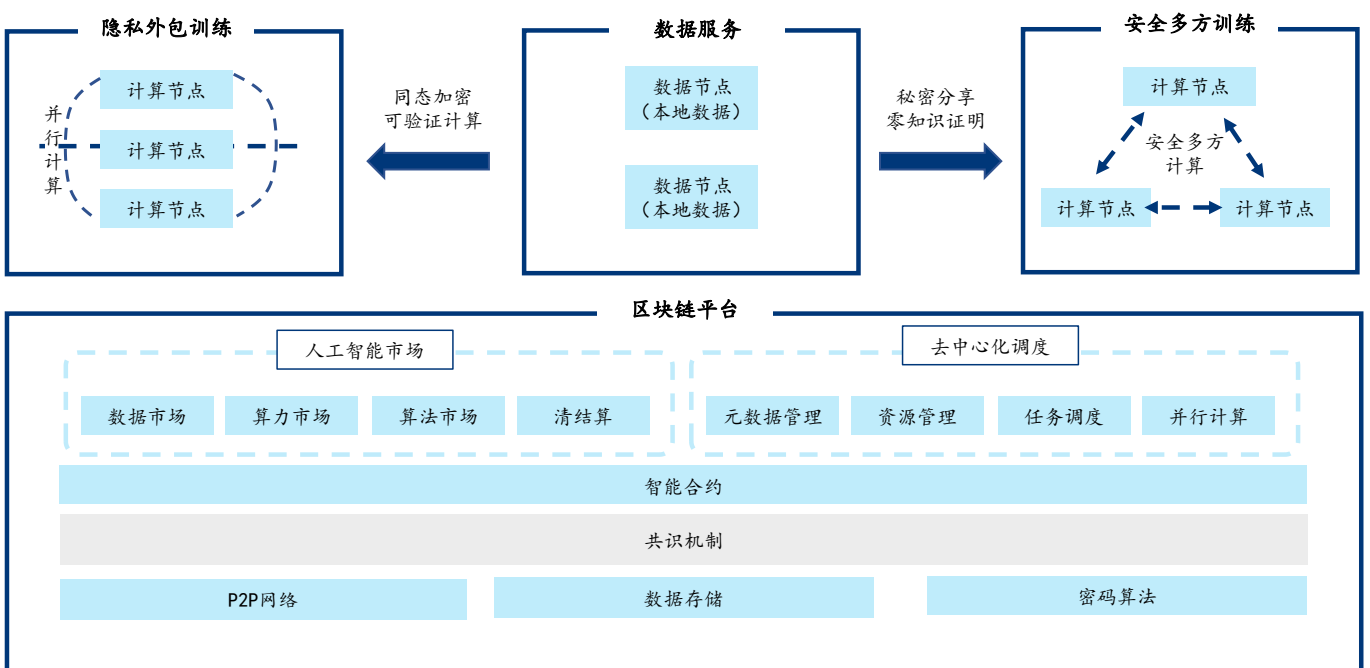 隐私外包训练
计算节点
计算节点
计算节点
并行计算
同态加密
可验证计算
数据服务
数据节点
（本地数据）
数据节点
（本地数据）
秘密分享
零知识证明
安全多方训练
计算节点
安全多方
计算
计算节点
计算节点
区块链平台
人工智能市场
数据市场
算力市场
算法市场
清结算
去中心化调度
元数据管理
资源管理
任务调度
并行计算
智能合约
共识机制
P2P网络
数据存储
密码算法